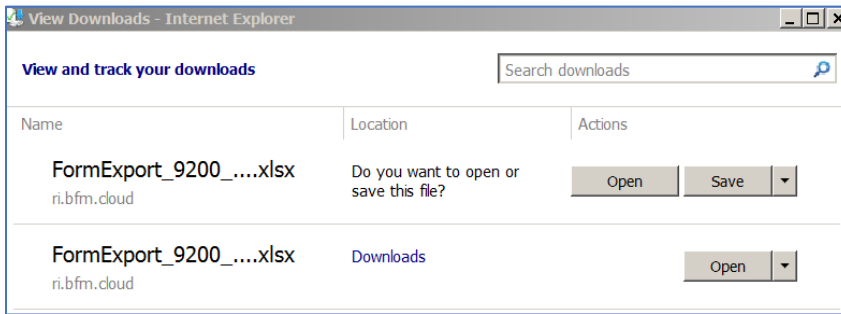 View Downloads - Internet Explorer
View and track your downloads
Search downloads
Name Location Actions
FormExport_9200_....xlsx
ri.bfm.cloud
Do you want to open or
save this file?
Open Save
FormExport_9200_....xlsx
ri.bfm.cloud
Downloads
Open